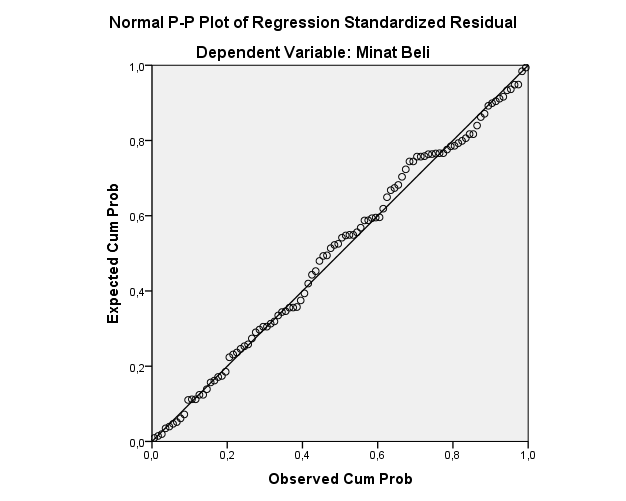 Normal P-P Plot of Regression Standardized Residual
Dependent Variable: Minat Beli
Expected Cum Prob
1,0
0,8
0,6
0,4
0,2
0,0
0,0 0,2 0,4 0,6 0,8 1,0
Observed Cum Prob